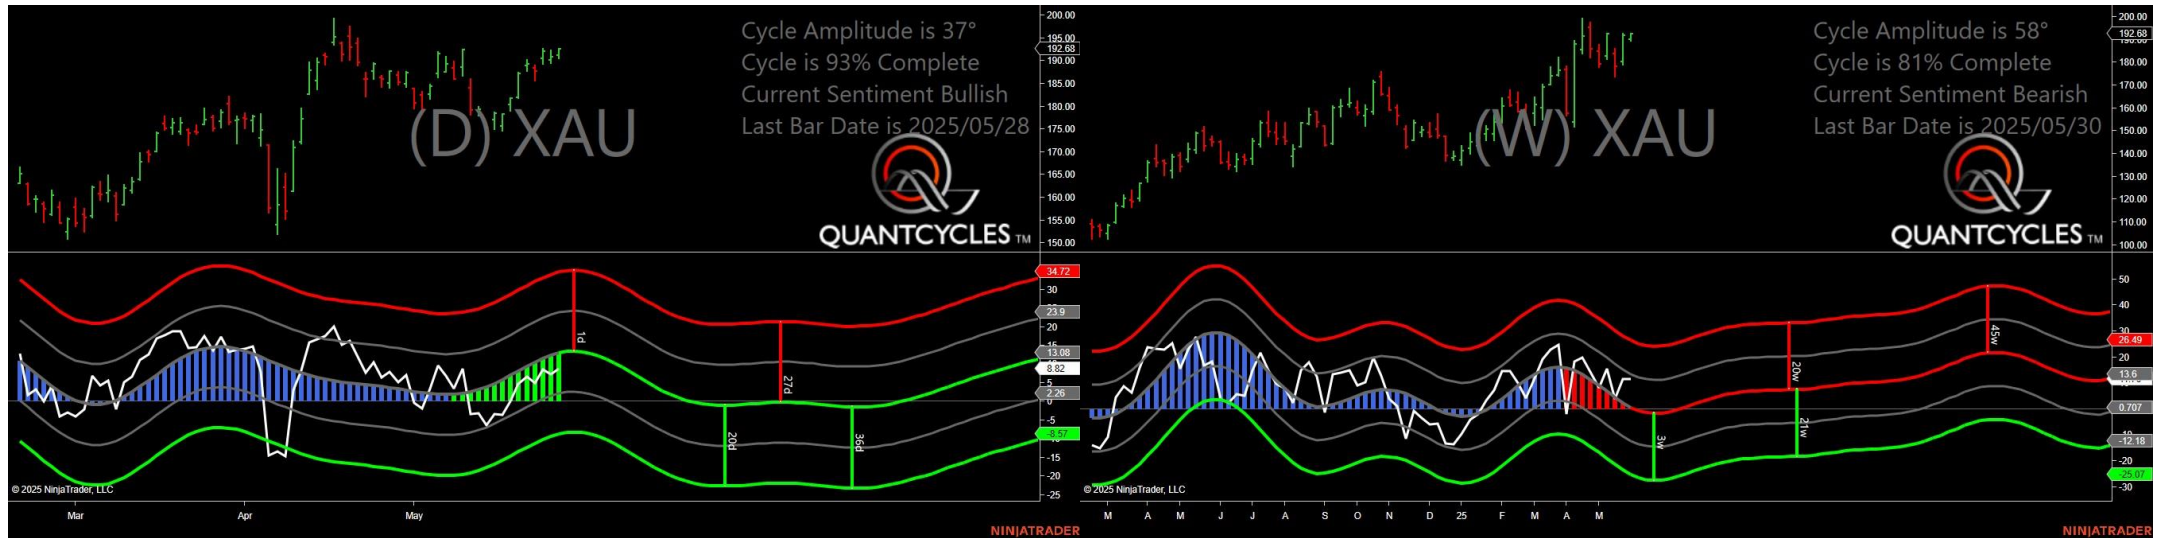 Cycle Amplitude is 37°
Cycle is 93% Complete
Current Sentiment Bullish
Last Bar Date is 2025/05/28
(D) XAU
QUANTCYCLES TM
200.00
195.00
192.68
190.00
185.00
180.00
175.00
170.00
165.00
160.00
155.00
150.00
34.72
30
23.9
20
13.08
8.82
5
2.26
0
-5
-8.57
-15
-20
-25
1d
27d
20d
36d
© 2025 NinjaTrader, LLC
Mar Apr May
NINJATRADER
Cycle Amplitude is 58°
Cycle is 81% Complete
Current Sentiment Bearish
Last Bar Date is 2025/05/30
(W) XAU
QUANTCYCLES TM
200.00
192.68
180.00
170.00
160.00
150.00
140.00
130.00
120.00
110.00
100.00
50
40
30
26.49
20
13.6
0.707
-12.18
-20
-25.07
-30
3w
20w
21w
45w
© 2025 NinjaTrader, LLC
M A M J J A S O N D 25 F M A M
NINJATRADER